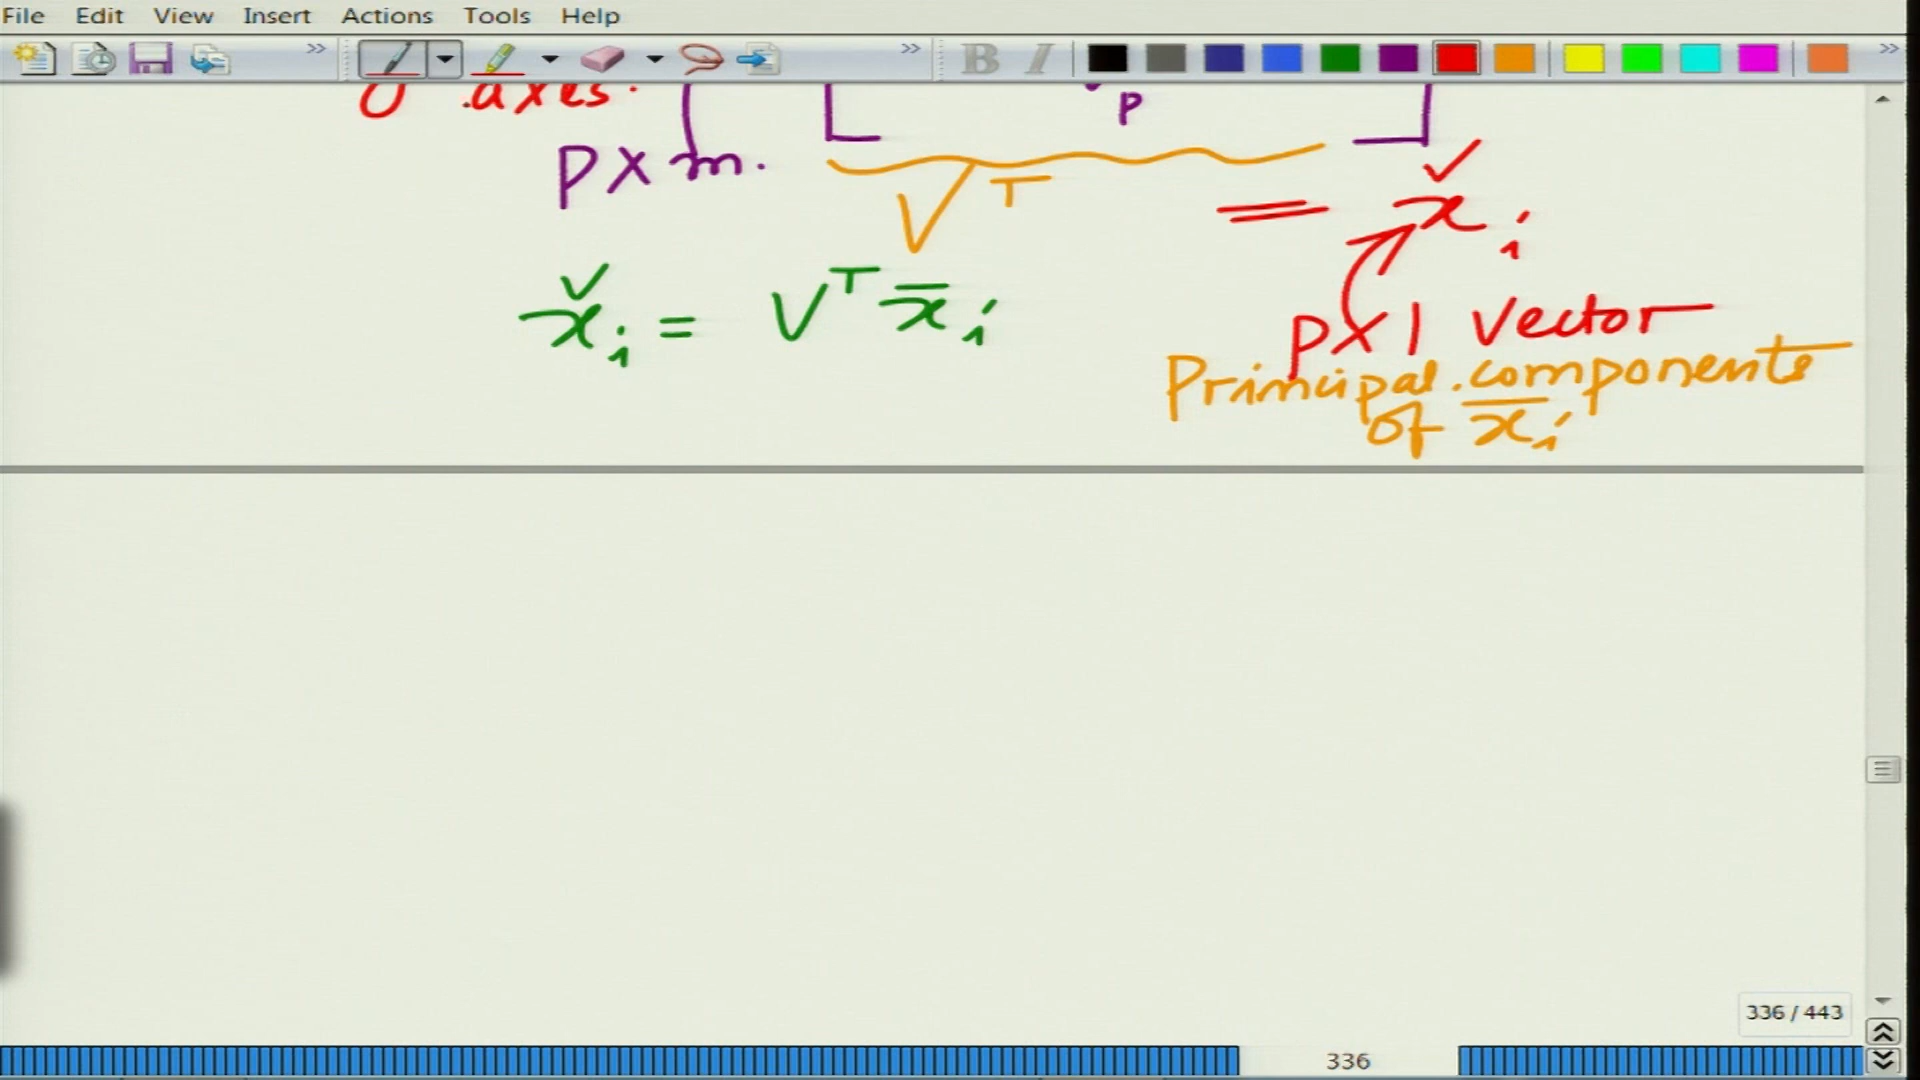 File Edit View Insert Actions Tools Help
B I
axes.
P
P X m.
V^T
= x̌_i
x̌_i = V^T x̄_i
P X 1 Vector
Principal components
of x̄_i
336 / 443
336